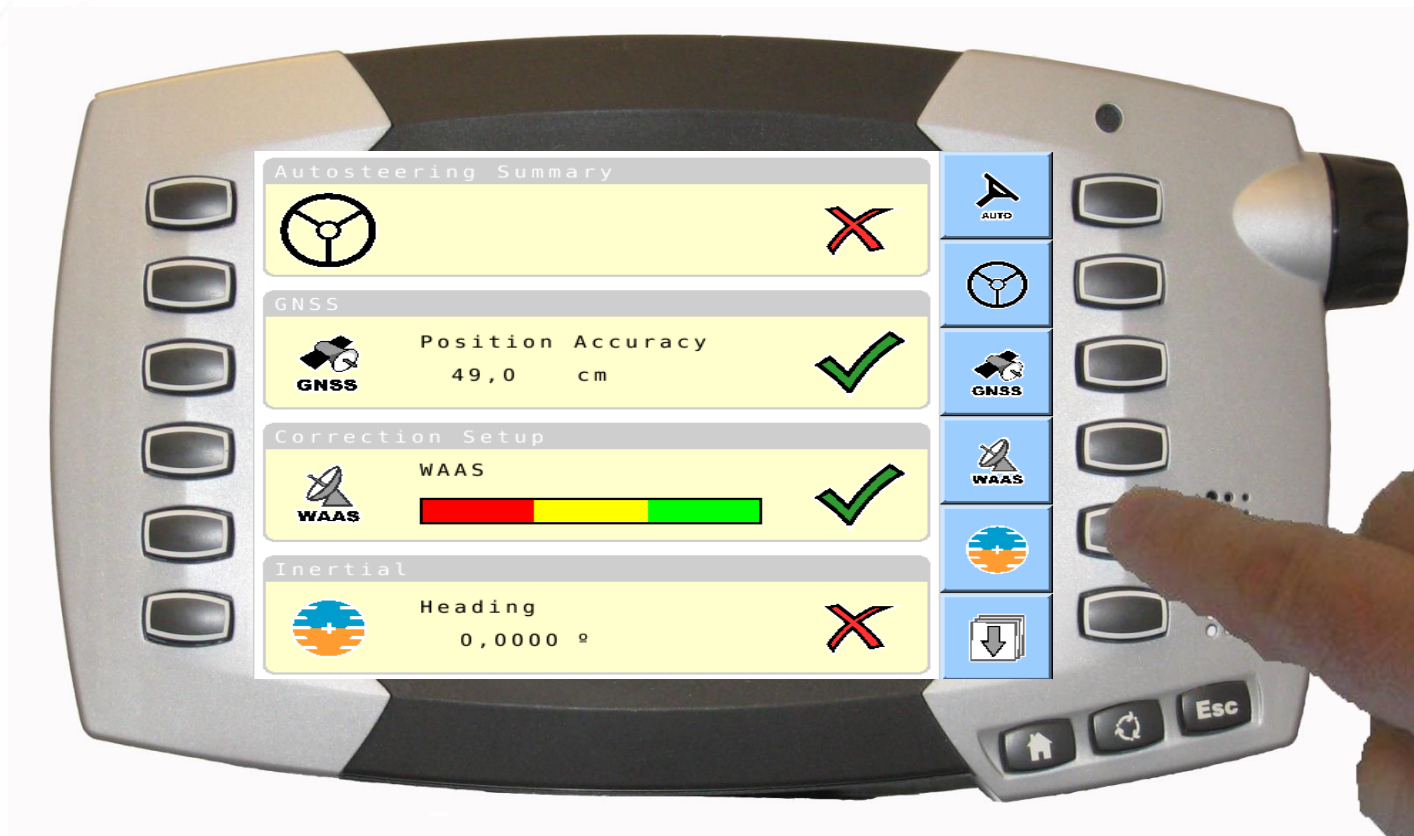 Autosteering Summary
AUTO
GNSS
Position Accuracy
49,0 cm
GNSS
GNSS
Correction Setup
WAAS
WAAS
WAAS
Inertial
Heading
0,0000 º
Esc